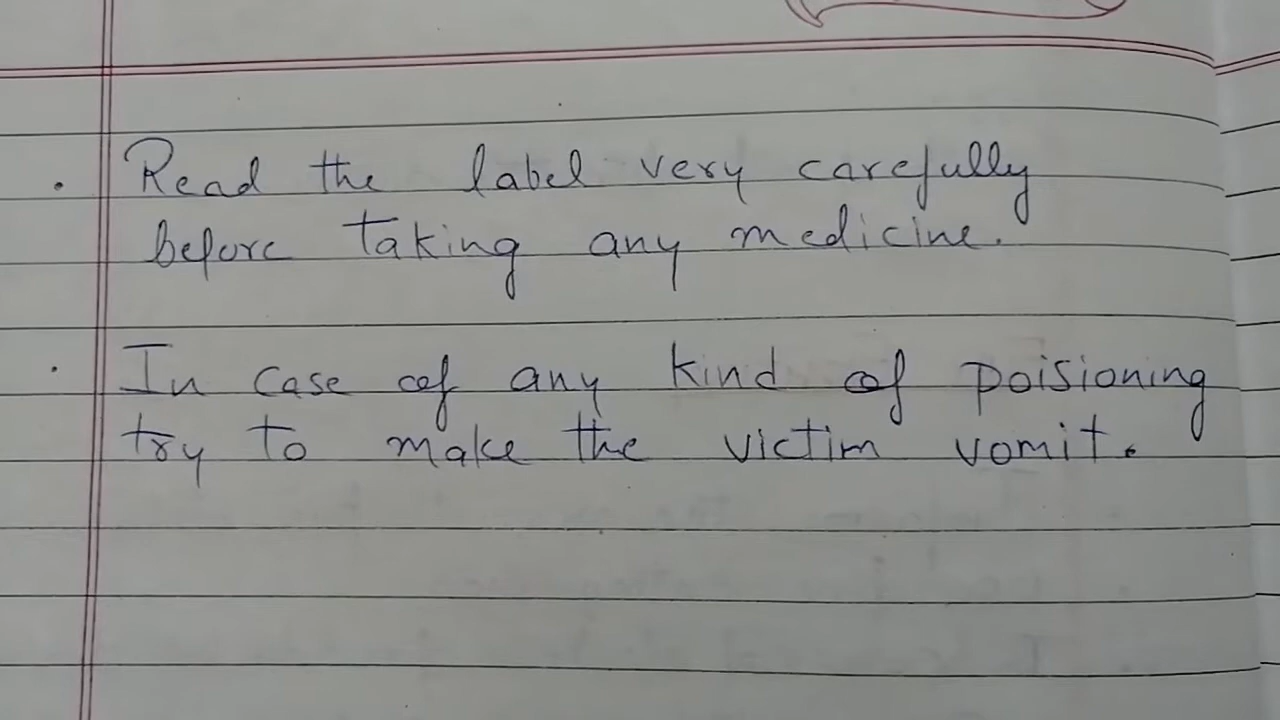 . Read the label very carefully
before taking any medicine.
. In case of any kind of poisioning
try to make the victim vomit.